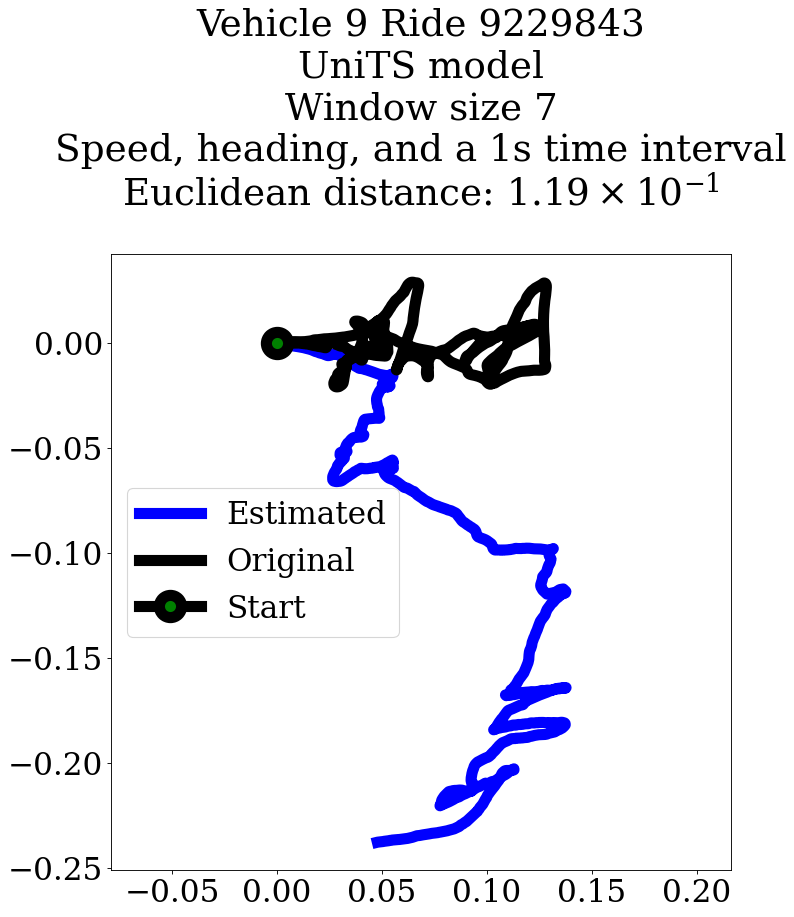 Vehicle 9 Ride 9229843
UniTS model
Window size 7
Speed, heading, and a 1s time interval
Euclidean distance: 1.19 × 10⁻¹
0.00
−0.05
−0.10
−0.15
−0.20
−0.25
Estimated
Original
Start
−0.05 0.00 0.05 0.10 0.15 0.20